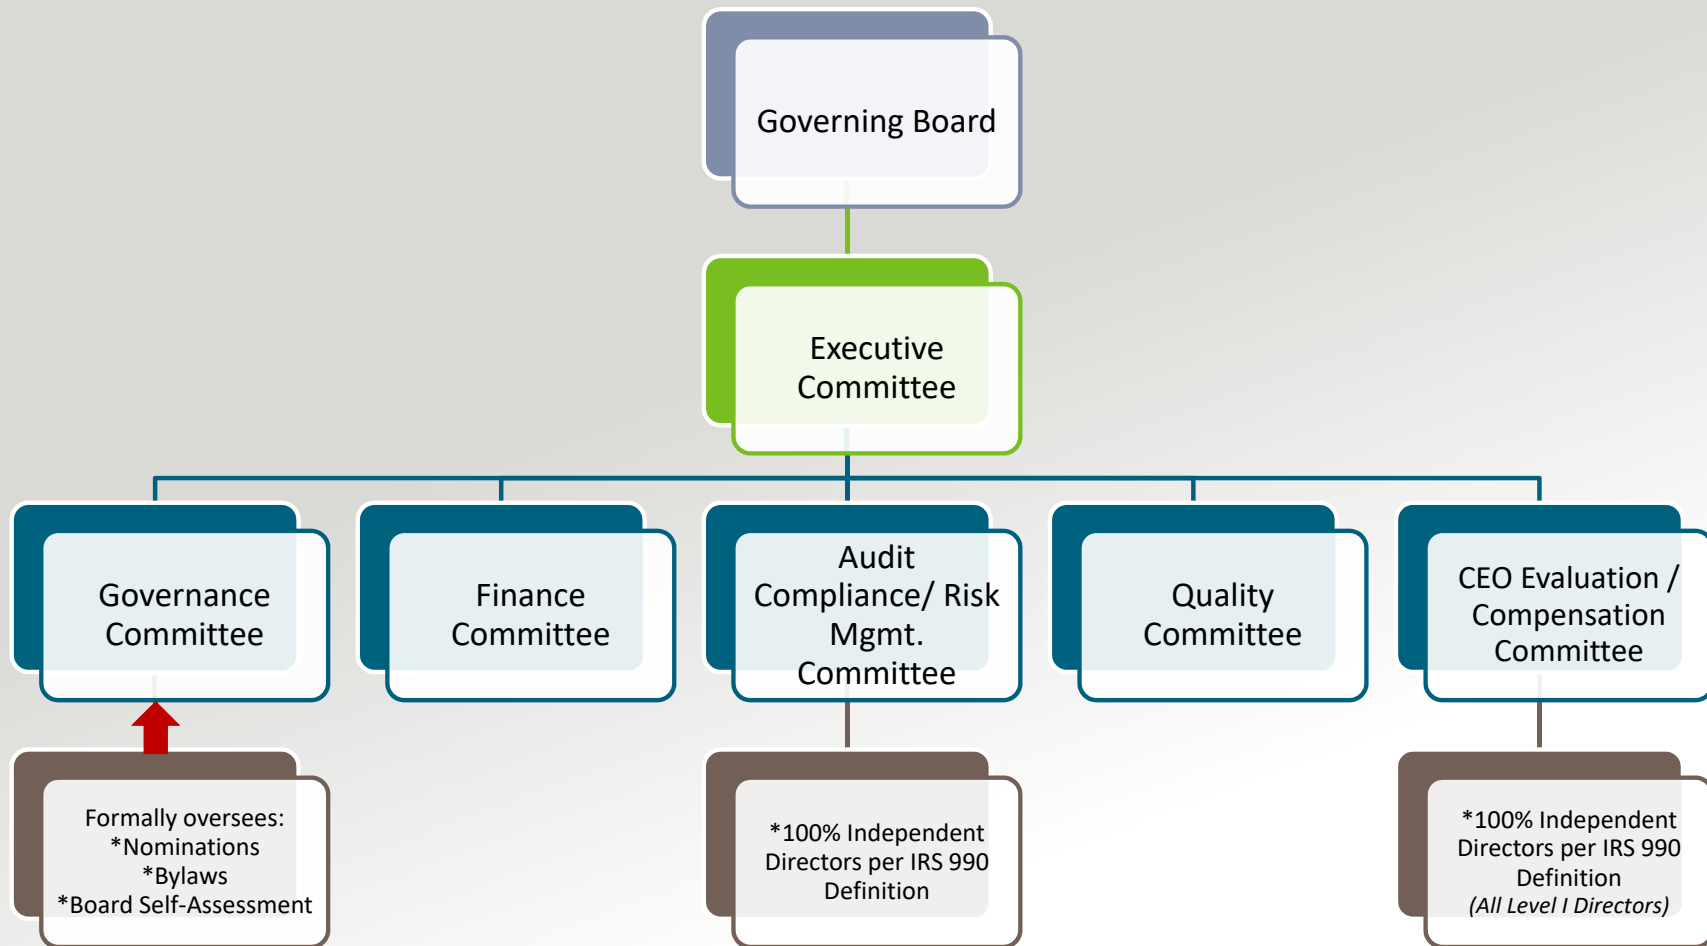 Governing Board
Executive
Committee
Governance
Committee
Finance
Committee
Audit
Compliance/ Risk
Mgmt.
Committee
Quality
Committee
CEO Evaluation /
Compensation
Committee
Formally oversees:
*Nominations
*Bylaws
*Board Self-Assessment
*100% Independent
Directors per IRS 990
Definition
*100% Independent
Directors per IRS 990
Definition
(All Level I Directors)